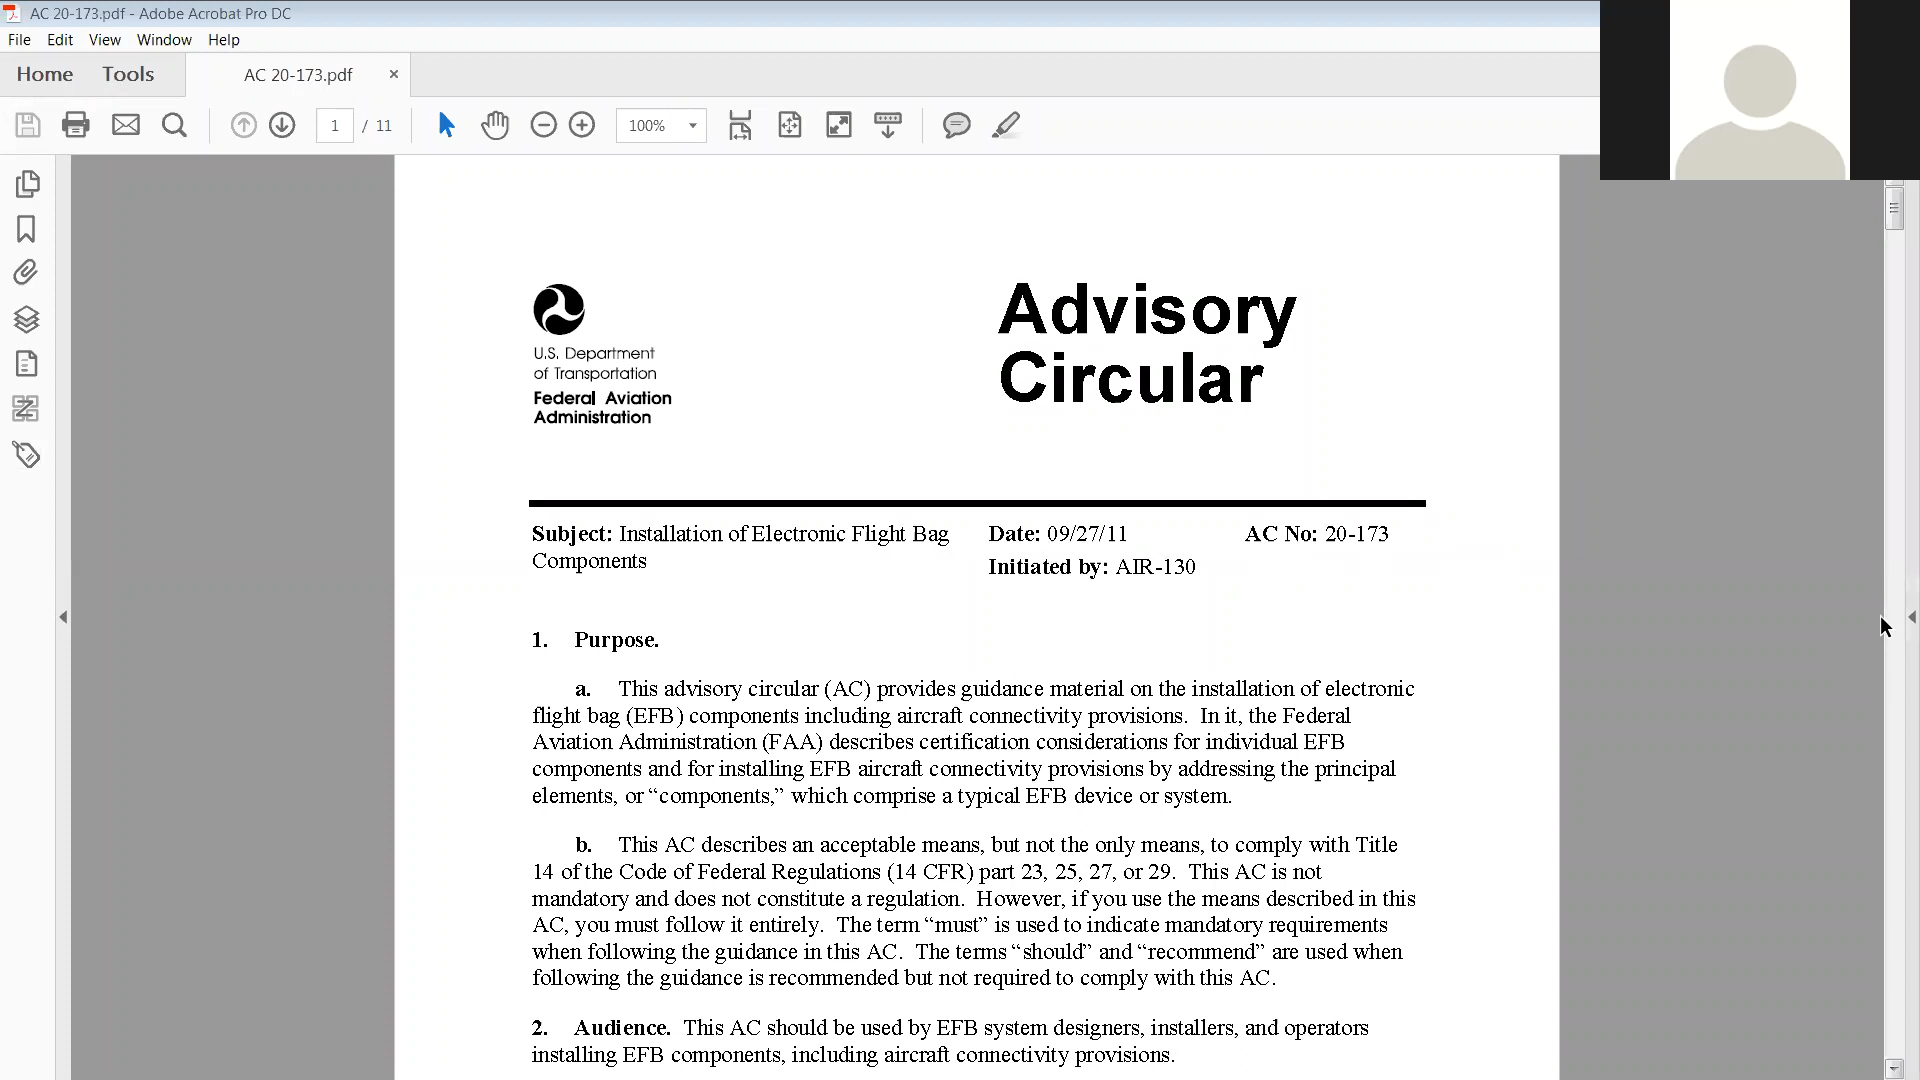 AC 20-173.pdf - Adobe Acrobat Pro DC
File Edit View Window Help
Home Tools AC 20-173.pdf ×
1 / 11 100%
Advisory
Circular
U.S. Department
of Transportation
Federal Aviation
Administration
Subject: Installation of Electronic Flight Bag
Components
Date: 09/27/11
Initiated by: AIR-130
AC No: 20-173
1. Purpose.
a. This advisory circular (AC) provides guidance material on the installation of electronic
flight bag (EFB) components including aircraft connectivity provisions. In it, the Federal
Aviation Administration (FAA) describes certification considerations for individual EFB
components and for installing EFB aircraft connectivity provisions by addressing the principal
elements, or “components,” which comprise a typical EFB device or system.
b. This AC describes an acceptable means, but not the only means, to comply with Title
14 of the Code of Federal Regulations (14 CFR) part 23, 25, 27, or 29. This AC is not
mandatory and does not constitute a regulation. However, if you use the means described in this
AC, you must follow it entirely. The term “must” is used to indicate mandatory requirements
when following the guidance in this AC. The terms “should” and “recommend” are used when
following the guidance is recommended but not required to comply with this AC.
2. Audience. This AC should be used by EFB system designers, installers, and operators
installing EFB components, including aircraft connectivity provisions.